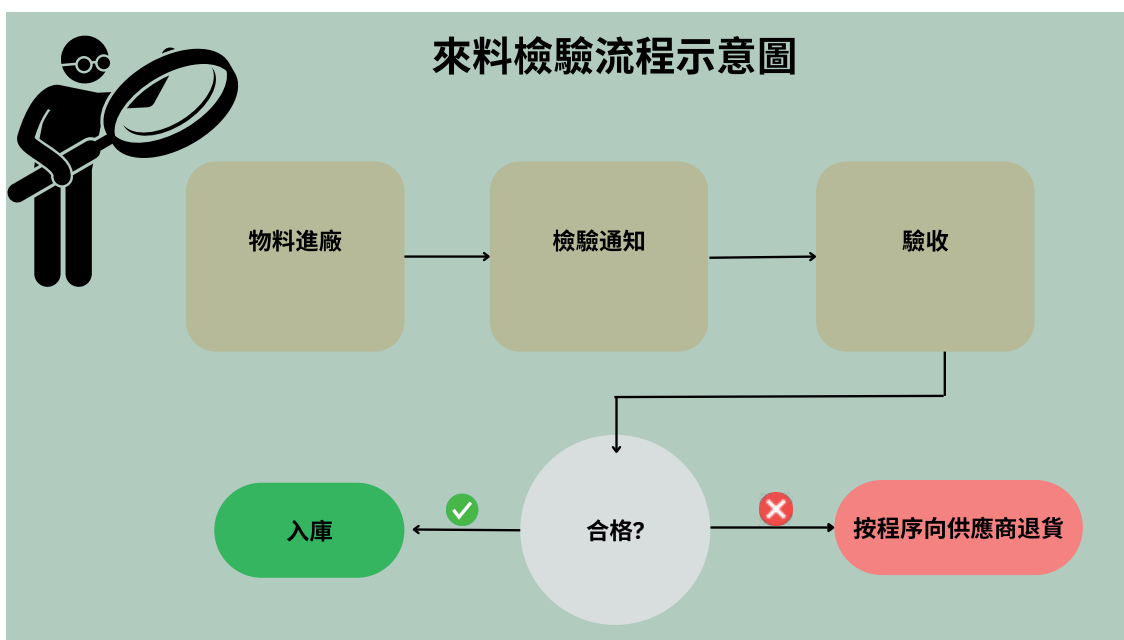 來料檢驗流程示意圖
物料進廠
檢驗通知
驗收
入庫
合格?
按程序向供應商退貨